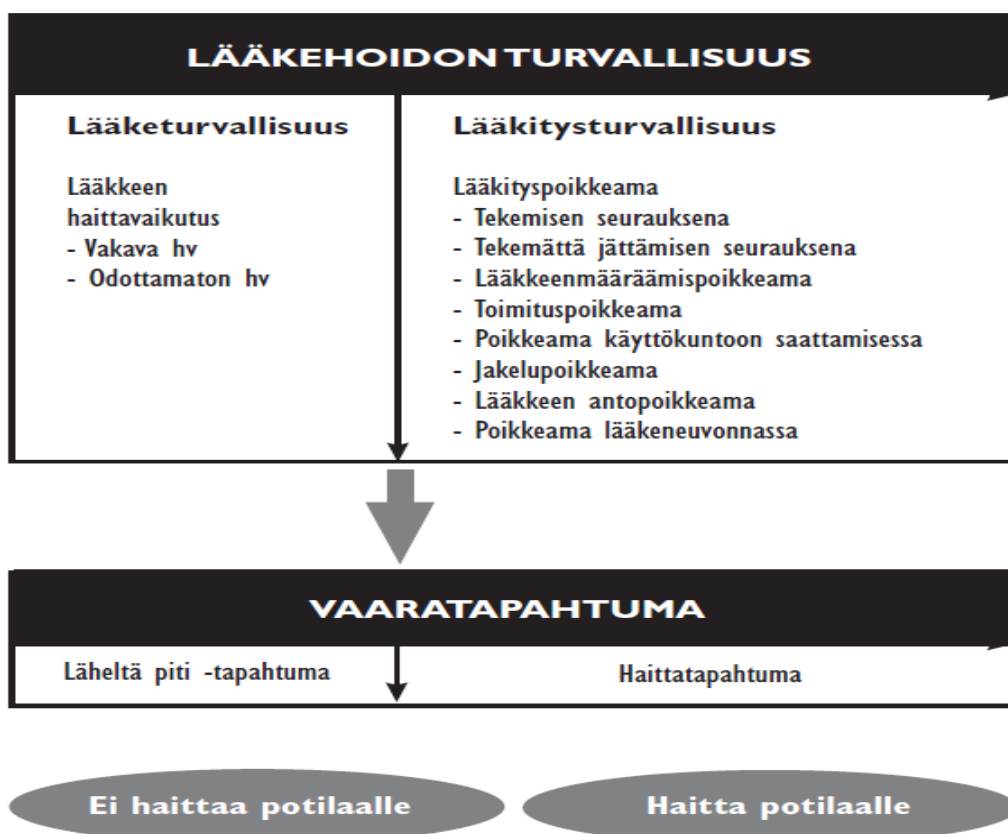 LÄÄKEHOIDON TURVALLISUUS
Lääketurvallisuus
Lääkkeen
haittavaikutus
- Vakava hv
- Odottamaton hv
Lääkitysturvallisuus
Lääkityspoikkeama
- Tekemisen seurauksena
- Tekemättä jättämisen seurauksena
- Lääkkeenmääräämispoikkeama
- Toimituspoikkeama
- Poikkeama käyttökuntoon saattamisessa
- Jakelupoikkeama
- Lääkkeen antopoikkeama
- Poikkeama lääkeneuvonnassa
VAARATAPAHTUMA
Läheltä piti -tapahtuma
Haittatapahtuma
Ei haittaa potilaalle
Haitta potilaalle